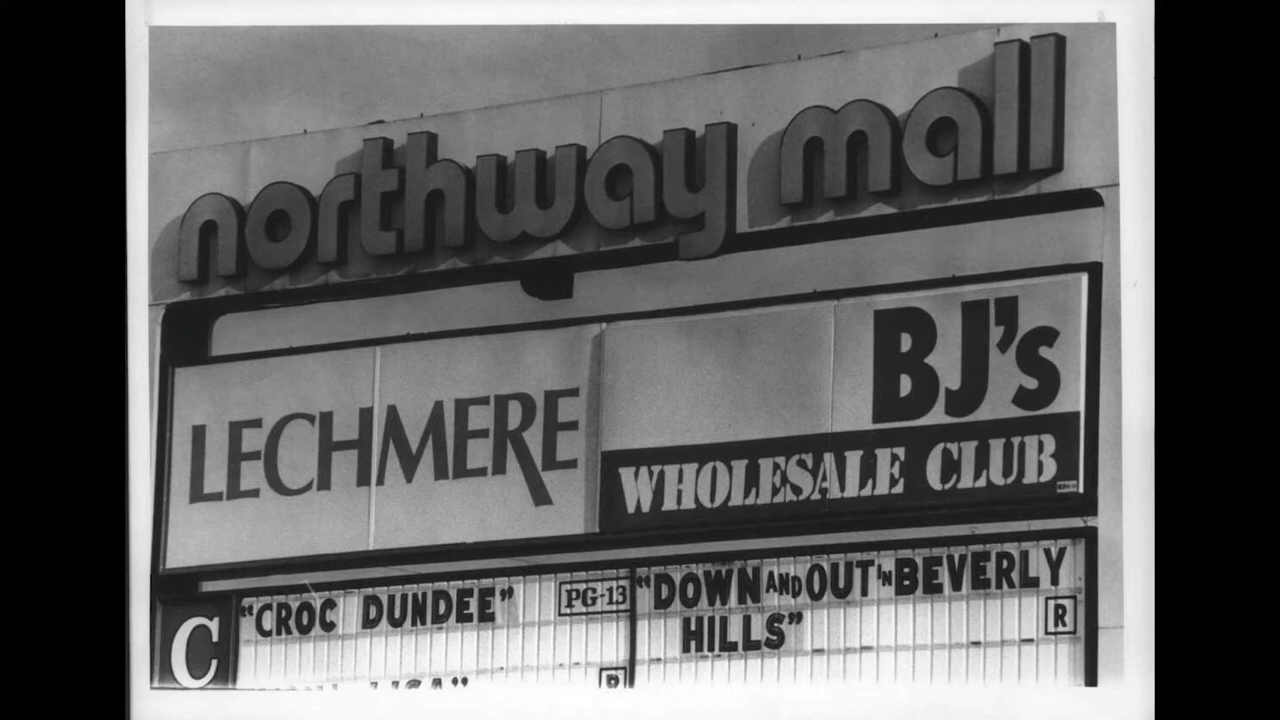 northway mall
LECHMERE
BJ's
WHOLESALE CLUB
C
"CROC DUNDEE" PG-13
"DOWN AND OUT IN BEVERLY
HILLS" R